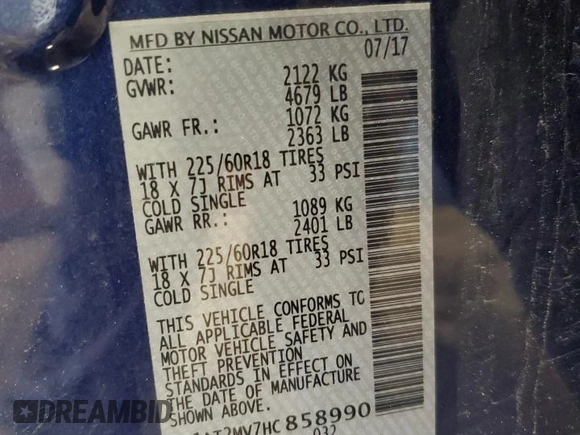 MFD BY NISSAN MOTOR CO., LTD.
DATE: 07/17
GVWR: 2122 KG
4679 LB
GAWR FR.: 1072 KG
2363 LB
WITH 225/60R18 TIRES
18 X 7J RIMS AT 33 PSI
COLD SINGLE
GAWR RR.: 1089 KG
2401 LB
WITH 225/60R18 TIRES
18 X 7J RIMS AT 33 PSI
COLD SINGLE
THIS VEHICLE CONFORMS TO
ALL APPLICABLE FEDERAL
MOTOR VEHICLE SAFETY AND
THEFT PREVENTION
STANDARDS IN EFFECT ON
THE DATE OF MANUFACTURE
SHOWN ABOVE.
AT2MV7HC 858990
032
DREAMBID